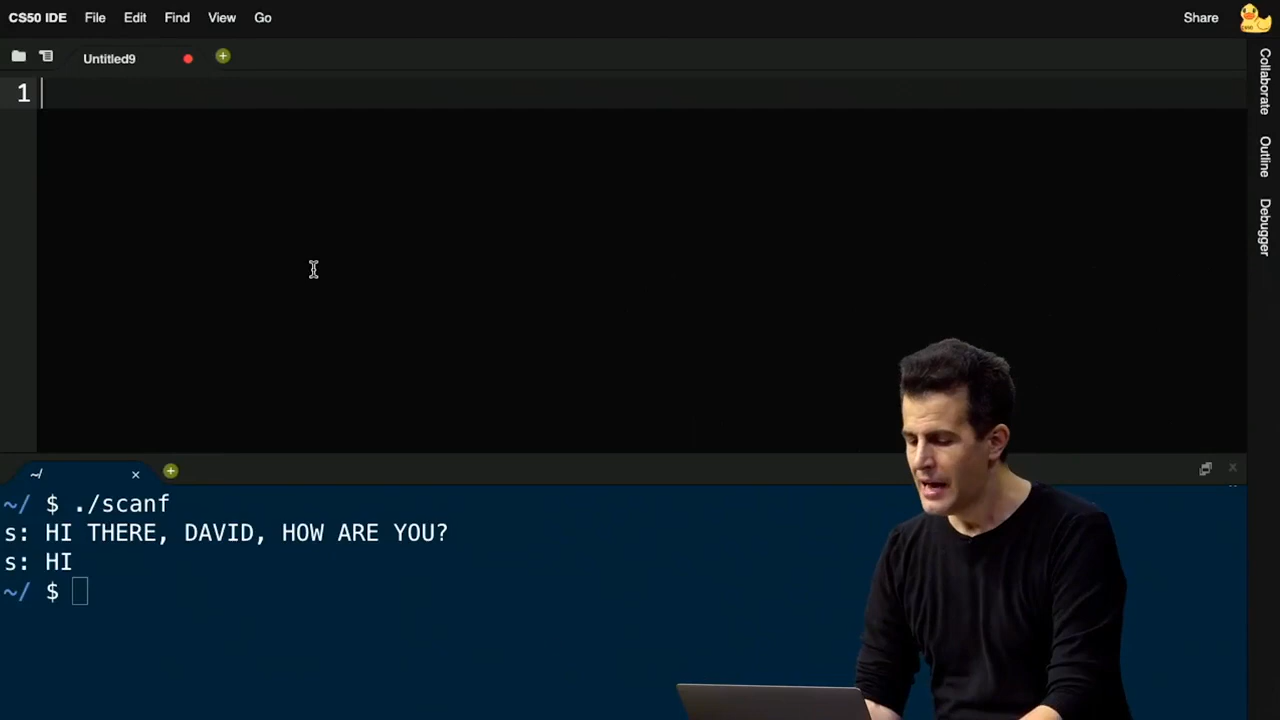 CS50 IDE File Edit Find View Go Share
Untitled9
1
Collaborate
Outline
Debugger
~/
~/ $ ./scanf
s: HI THERE, DAVID, HOW ARE YOU?
s: HI
~/ $